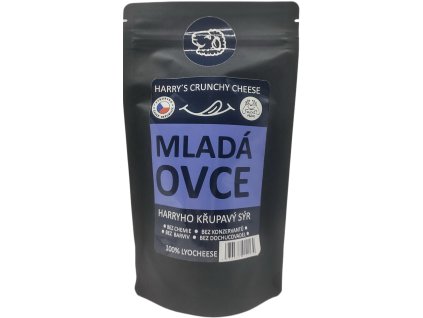 HARRY'S CRUNCHY CHEESE
MLADÁ
OVCE
HARRYHO KŘUPAVÝ SÝR
• BEZ CHEMIE • BEZ KONZERVANTŮ
• BEZ BARVIV • BEZ DOCHUCOVADEL
100% LYOCHEESE